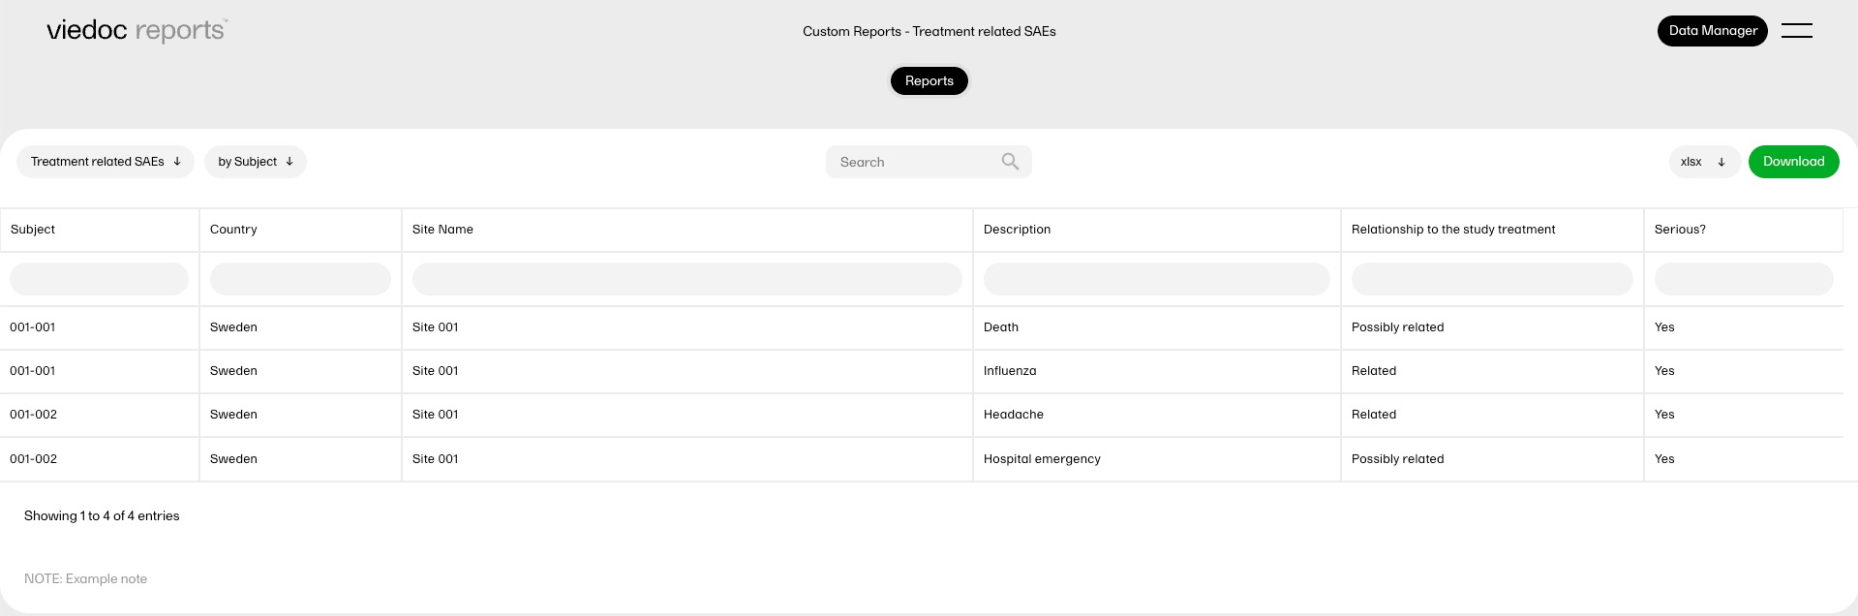 viedoc reports™
Custom Reports - Treatment related SAEs
Data Manager
Reports
Treatment related SAEs ↓ by Subject ↓ Search xlsx ↓ Download
Subject Country Site Name Description Relationship to the study treatment Serious?
001-001 Sweden Site 001 Death Possibly related Yes
001-001 Sweden Site 001 Influenza Related Yes
001-002 Sweden Site 001 Headache Related Yes
001-002 Sweden Site 001 Hospital emergency Possibly related Yes
Showing 1 to 4 of 4 entries
NOTE: Example note